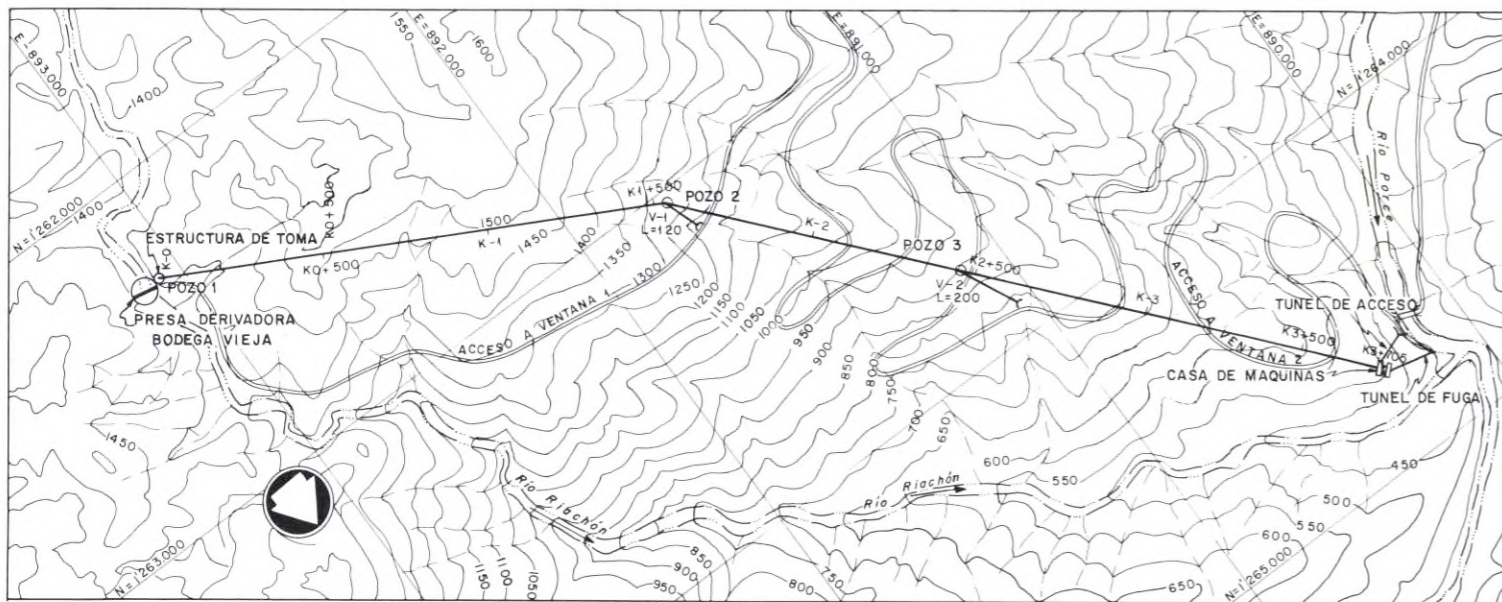 E=893.000
1400
1550
E=892.000
1600
E=891.000
E=890.000
N=1'264.000
Río Porce
N=1'262.000
1400
ESTRUCTURA DE TOMA
K0+500
K-0
POZO 1
K0+500
K-1
1500
K1+500
POZO 2
V-1
L=120
K-2
POZO 3
K2+500
V-2
L=200
K-3
K3+500
TUNEL DE ACCESO
PRESA DERIVADORA
BODEGA VIEJA
1450
1400
1350
1300
1250
1200
1150
1100
1050
1000
950
900
850
800
750
700
650
ACCESO A VENTANA 1
ACCESO A VENTANA 2
CASA DE MAQUINAS
TUNEL DE FUGA
1450
Río Riachón
Río Riachón
600
550
450
500
550
600
650
N=1'263.000
1150
1100
1050
950
900
850
800
750
N=1'265.000